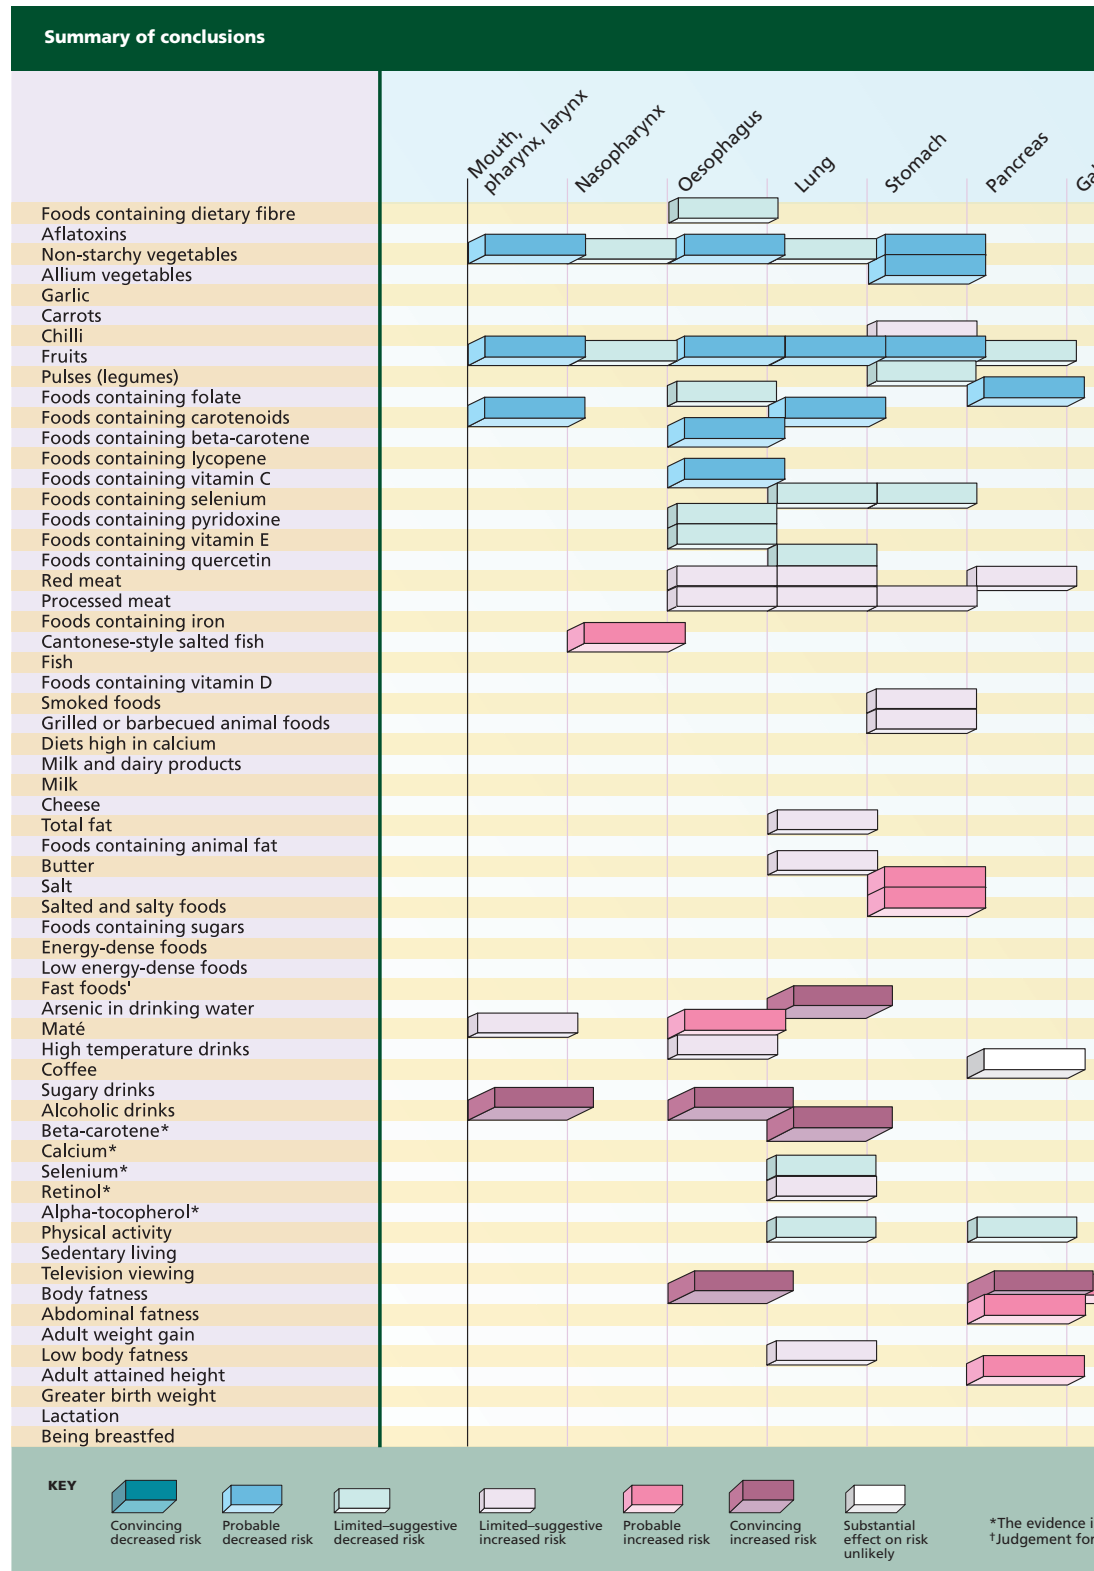 Summary of conclusions
Mouth,
pharynx, larynx
Nasopharynx
Oesophagus
Lung
Stomach
Pancreas
Foods containing dietary fibre
Aflatoxins
Non-starchy vegetables
Allium vegetables
Garlic
Carrots
Chilli
Fruits
Pulses (legumes)
Foods containing folate
Foods containing carotenoids
Foods containing beta-carotene
Foods containing lycopene
Foods containing vitamin C
Foods containing selenium
Foods containing pyridoxine
Foods containing vitamin E
Foods containing quercetin
Red meat
Processed meat
Foods containing iron
Cantonese-style salted fish
Fish
Foods containing vitamin D
Smoked foods
Grilled or barbecued animal foods
Diets high in calcium
Milk and dairy products
Milk
Cheese
Total fat
Foods containing animal fat
Butter
Salt
Salted and salty foods
Foods containing sugars
Energy-dense foods
Low energy-dense foods
Fast foods'
Arsenic in drinking water
Maté
High temperature drinks
Coffee
Sugary drinks
Alcoholic drinks
Beta-carotene*
Calcium*
Selenium*
Retinol*
Alpha-tocopherol*
Physical activity
Sedentary living
Television viewing
Body fatness
Abdominal fatness
Adult weight gain
Low body fatness
Adult attained height
Greater birth weight
Lactation
Being breastfed
KEY
Convincing
decreased risk
Probable
decreased risk
Limited–suggestive
decreased risk
Limited–suggestive
increased risk
Probable
increased risk
Convincing
increased risk
Substantial
effect on risk
unlikely
*The evidence i
†Judgement for